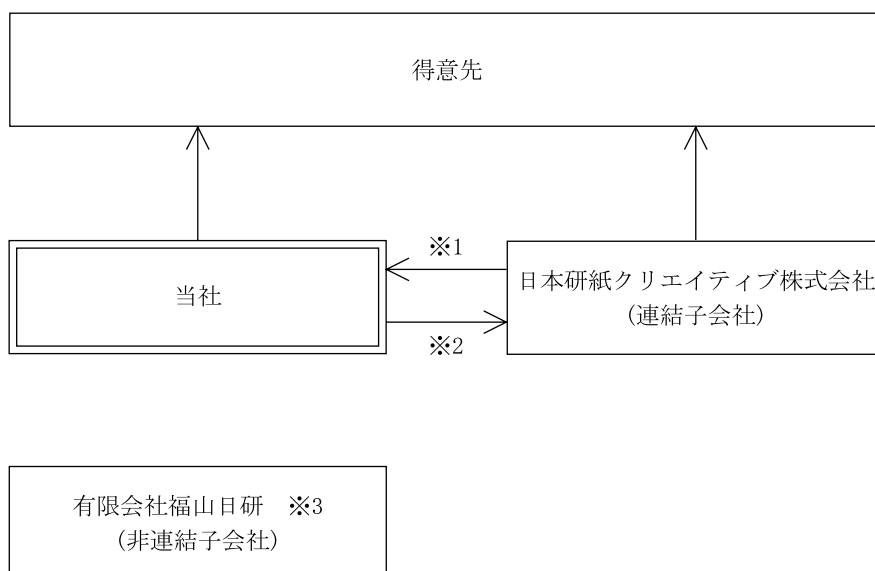 得意先
※1
当社
日本研紙クリエイティブ株式会社
(連結子会社)
※2
有限会社福山日研　※3
(非連結子会社)